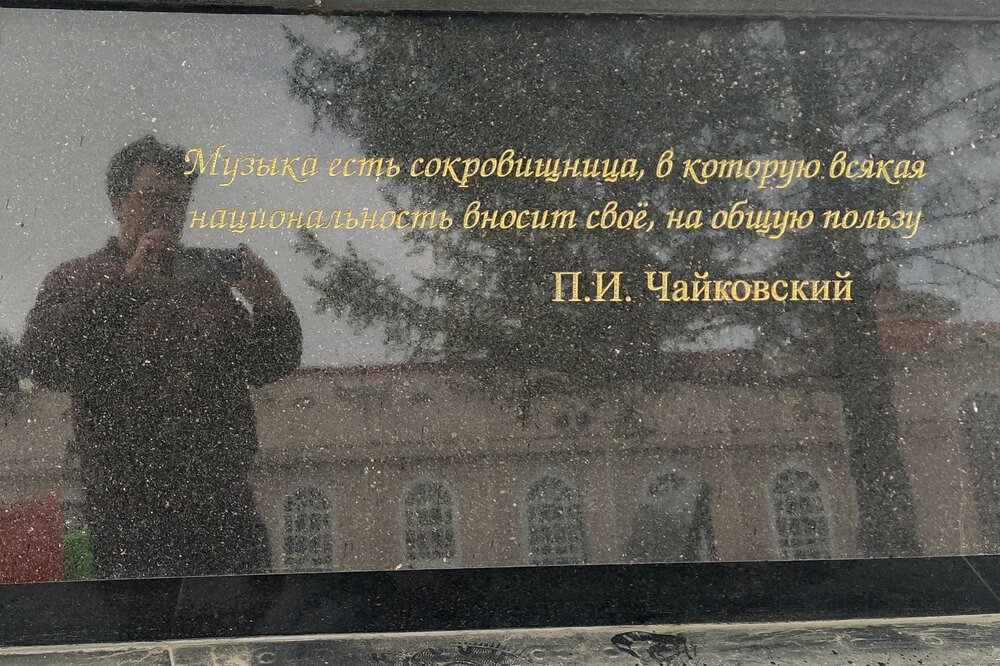 Музыка есть сокровищница, в которую всякая
национальность вносит своё, на общую пользу
П.И. Чайковский